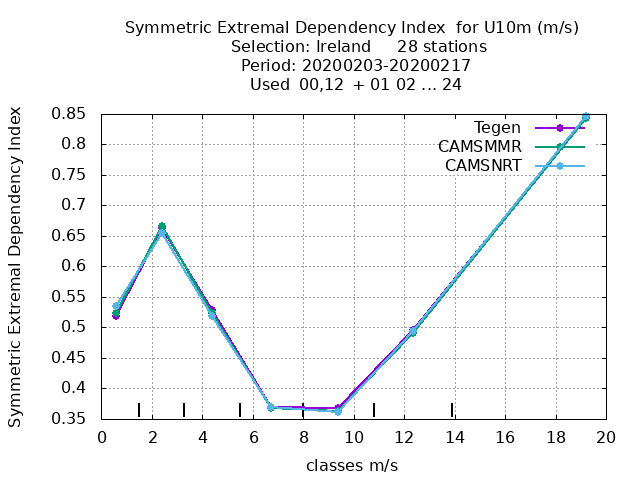 Symmetric Extremal Dependency Index  for U10m (m/s)
Selection: Ireland     28 stations
Period: 20200203-20200217
Used  00,12  + 01 02 ... 24
Symmetric Extremal Dependency Index
0.85
0.8
0.75
0.7
0.65
0.6
0.55
0.5
0.45
0.4
0.35
Tegen
CAMSMMR
CAMSNRT
0 2 4 6 8 10 12 14 16 18 20
classes m/s